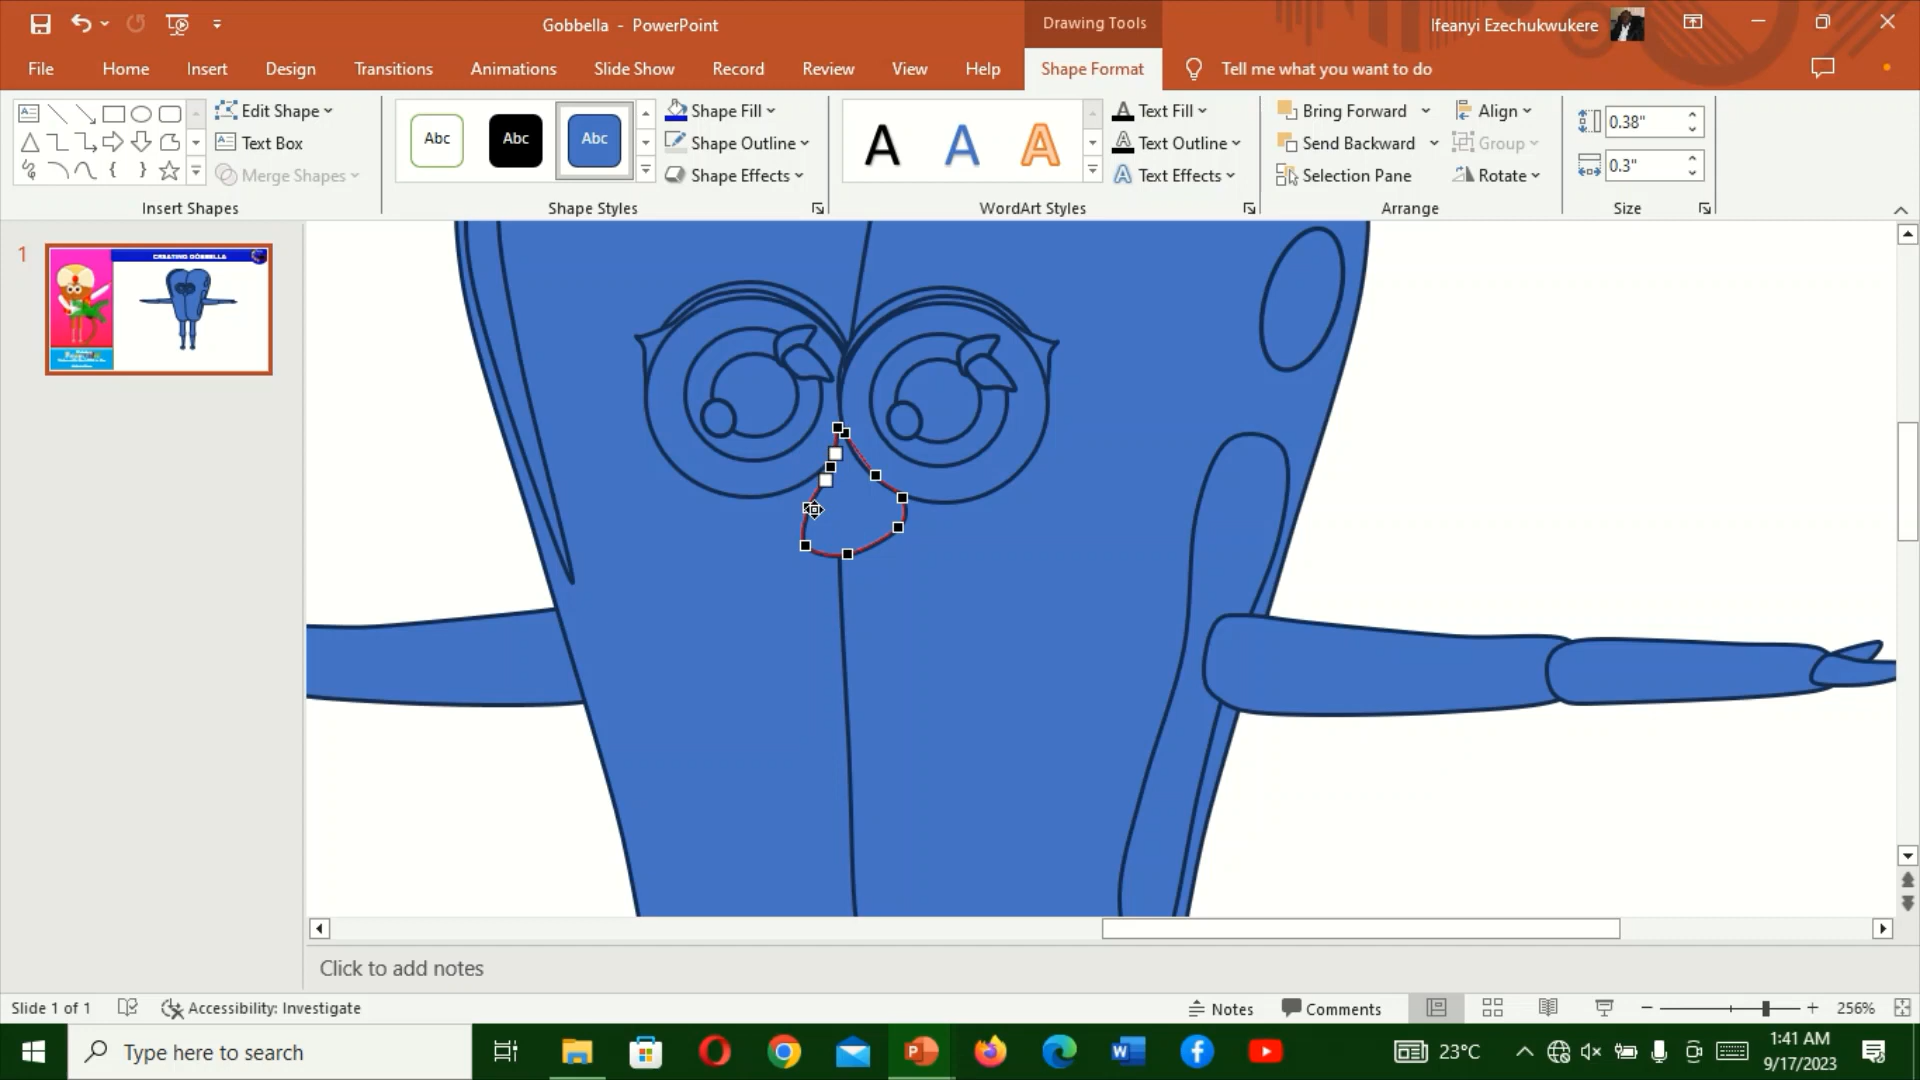 Gobbella - PowerPoint
Drawing Tools
Ifeanyi Ezechukwukere
File Home Insert Design Transitions Animations Slide Show Record Review View Help Shape Format Tell me what you want to do
Edit Shape
Text Box
Merge Shapes
Insert Shapes
Abc Abc Abc
Shape Fill
Shape Outline
Shape Effects
Shape Styles
A A A
Text Fill
Text Outline
Text Effects
WordArt Styles
Bring Forward
Send Backward
Selection Pane
Align
Group
Rotate
Arrange
0.38"
0.3"
Size
1
CREATING GOBBELLA
Click to add notes
Slide 1 of 1 Accessibility: Investigate Notes Comments 256%
Type here to search
23°C
1:41 AM
9/17/2023